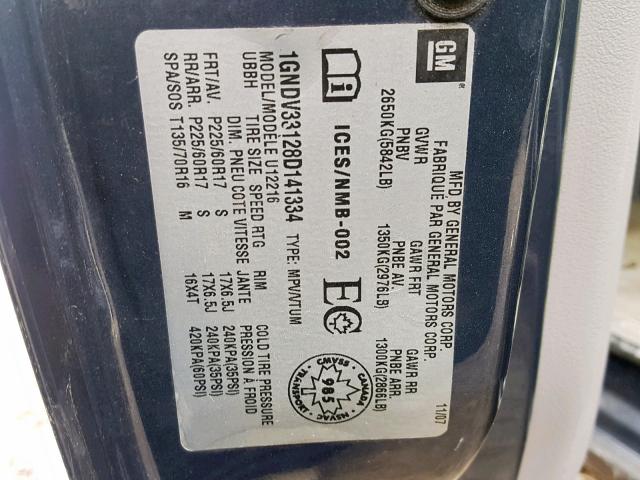 GM
®
MFD BY GENERAL MOTORS CORP. 11/07
FABRIQUÉ PAR GENERAL MOTORS CORP.
GVWR GAWR FRT GAWR RR
PNBV PNBE AV. PNBE ARR.
2650KG(5842LB) 1350KG(2976LB) 1300KG(2866LB)
i ICES/NMB-002 EC
CANADA
TRANSPORT
CMVSS
NSVAC
985
1GNDV33128D141334 TYPE: MPV/VTUM
MODEL/MODELE U12216
UBBH TIRE SIZE SPEED RTG RIM COLD TIRE PRESSURE
DIM. PNEU COTE VITESSE JANTE PRESSION À FROID
FRT/AV. P225/60R17 S 17X6.5J 240KPA(35PSI)
RR/ARR. P225/60R17 S 17X6.5J 240KPA(35PSI)
SPA/SOS T135/70R16 M 16X4T 420KPA(60PSI)